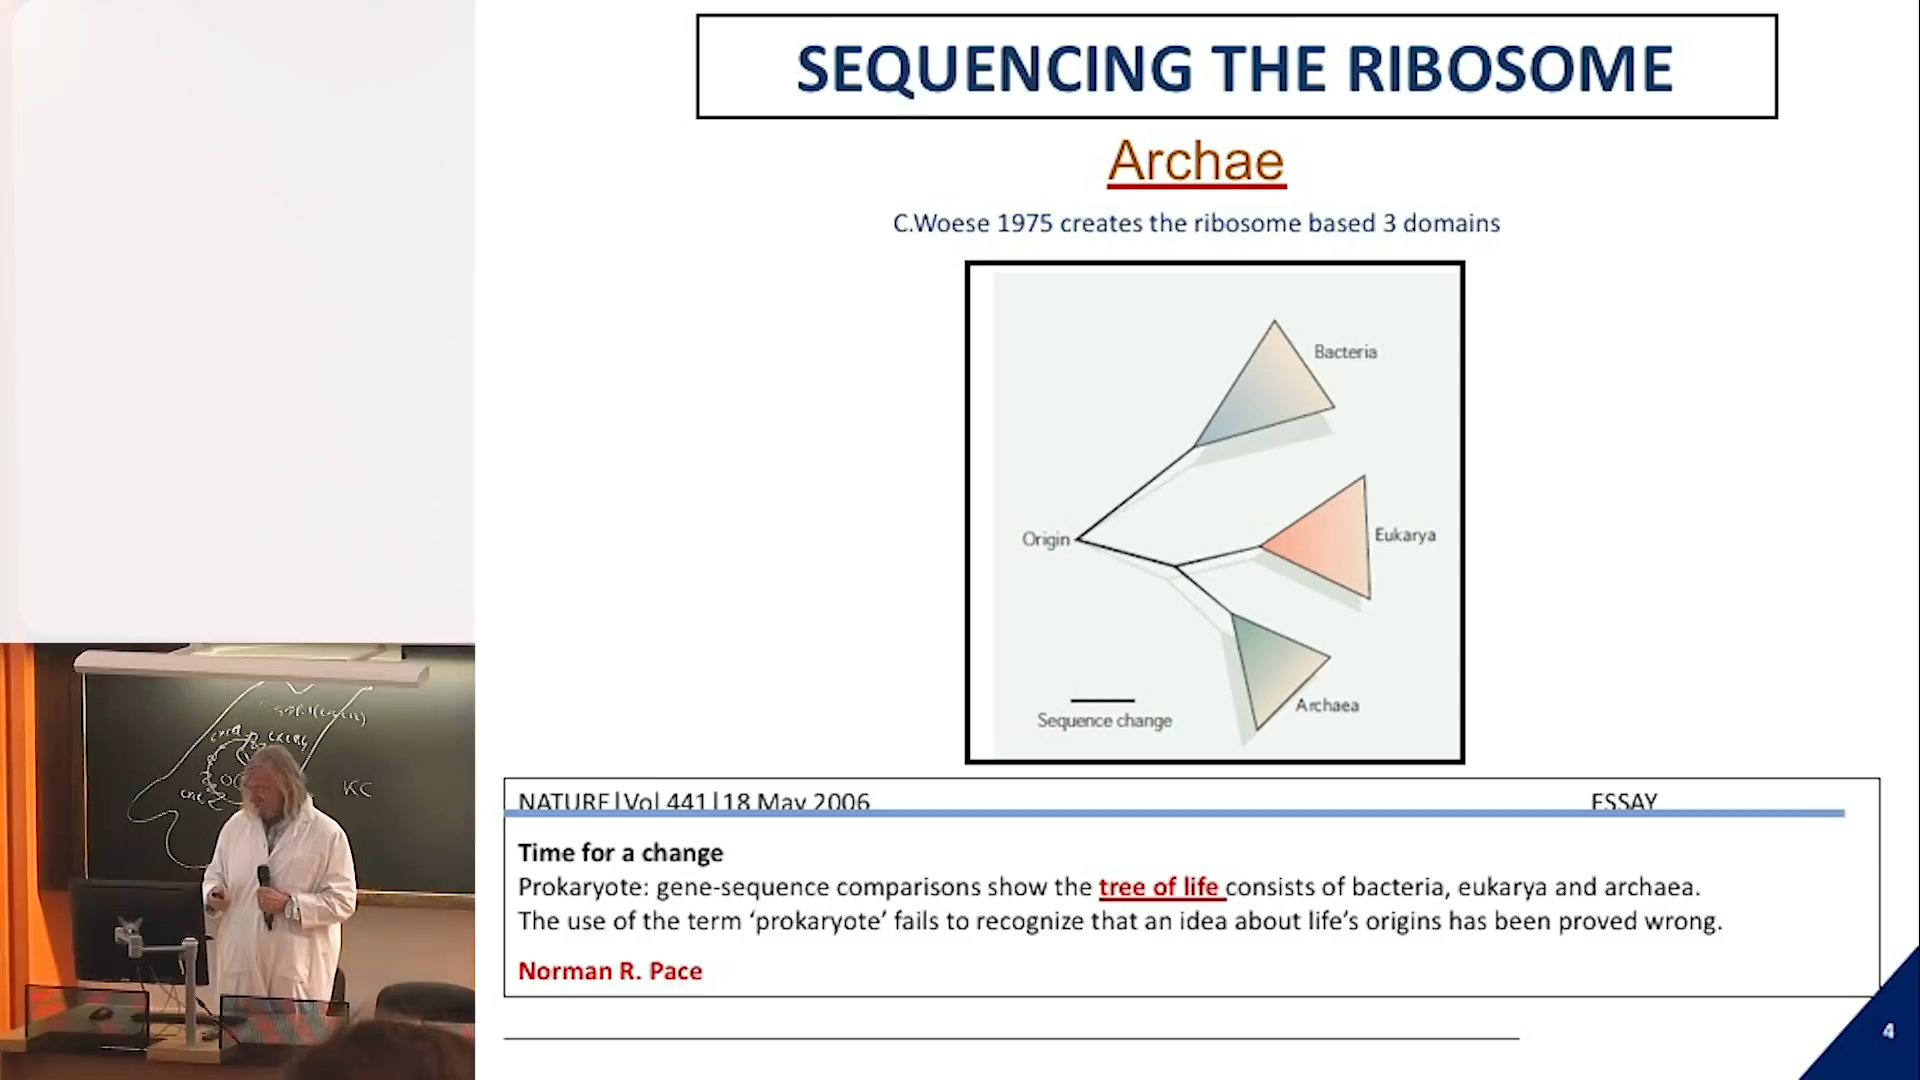 SEQUENCING THE RIBOSOME
Archae
C.Woese 1975 creates the ribosome based 3 domains
Bacteria
Eukarya
Origin
Archaea
Sequence change
NATURE|Vol 441|18 May 2006 ESSAY
Time for a change
Prokaryote: gene-sequence comparisons show the tree of life consists of bacteria, eukarya and archaea.
The use of the term ‘prokaryote’ fails to recognize that an idea about life’s origins has been proved wrong.
Norman R. Pace
4
KC